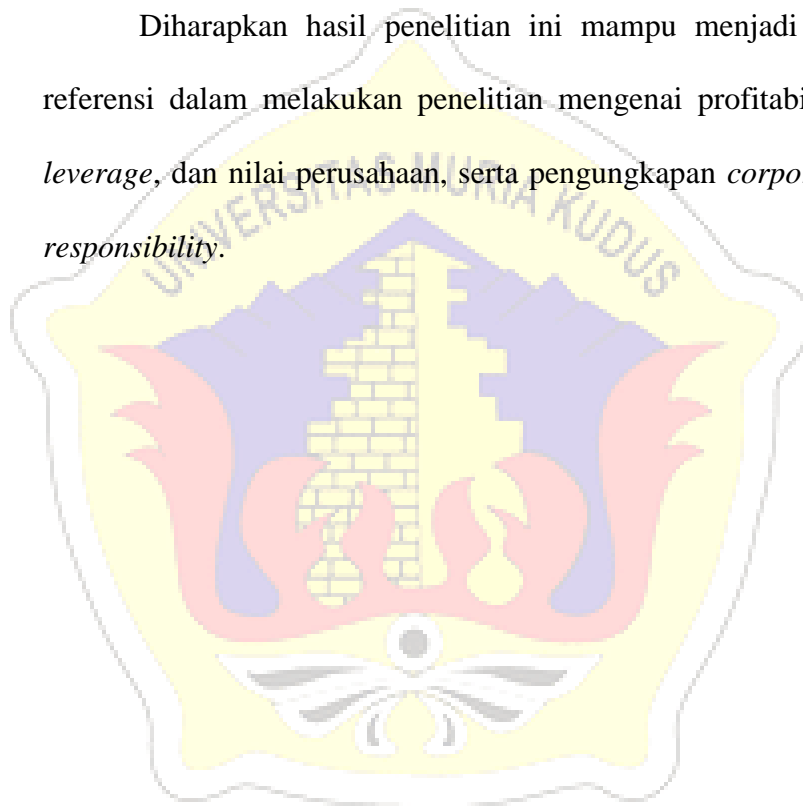 Diharapkan hasil penelitian ini mampu menjadi
referensi dalam melakukan penelitian mengenai profitabi
leverage, dan nilai perusahaan, serta pengungkapan corpo
responsibility.
UNIVERSITAS MURIA KUDUS